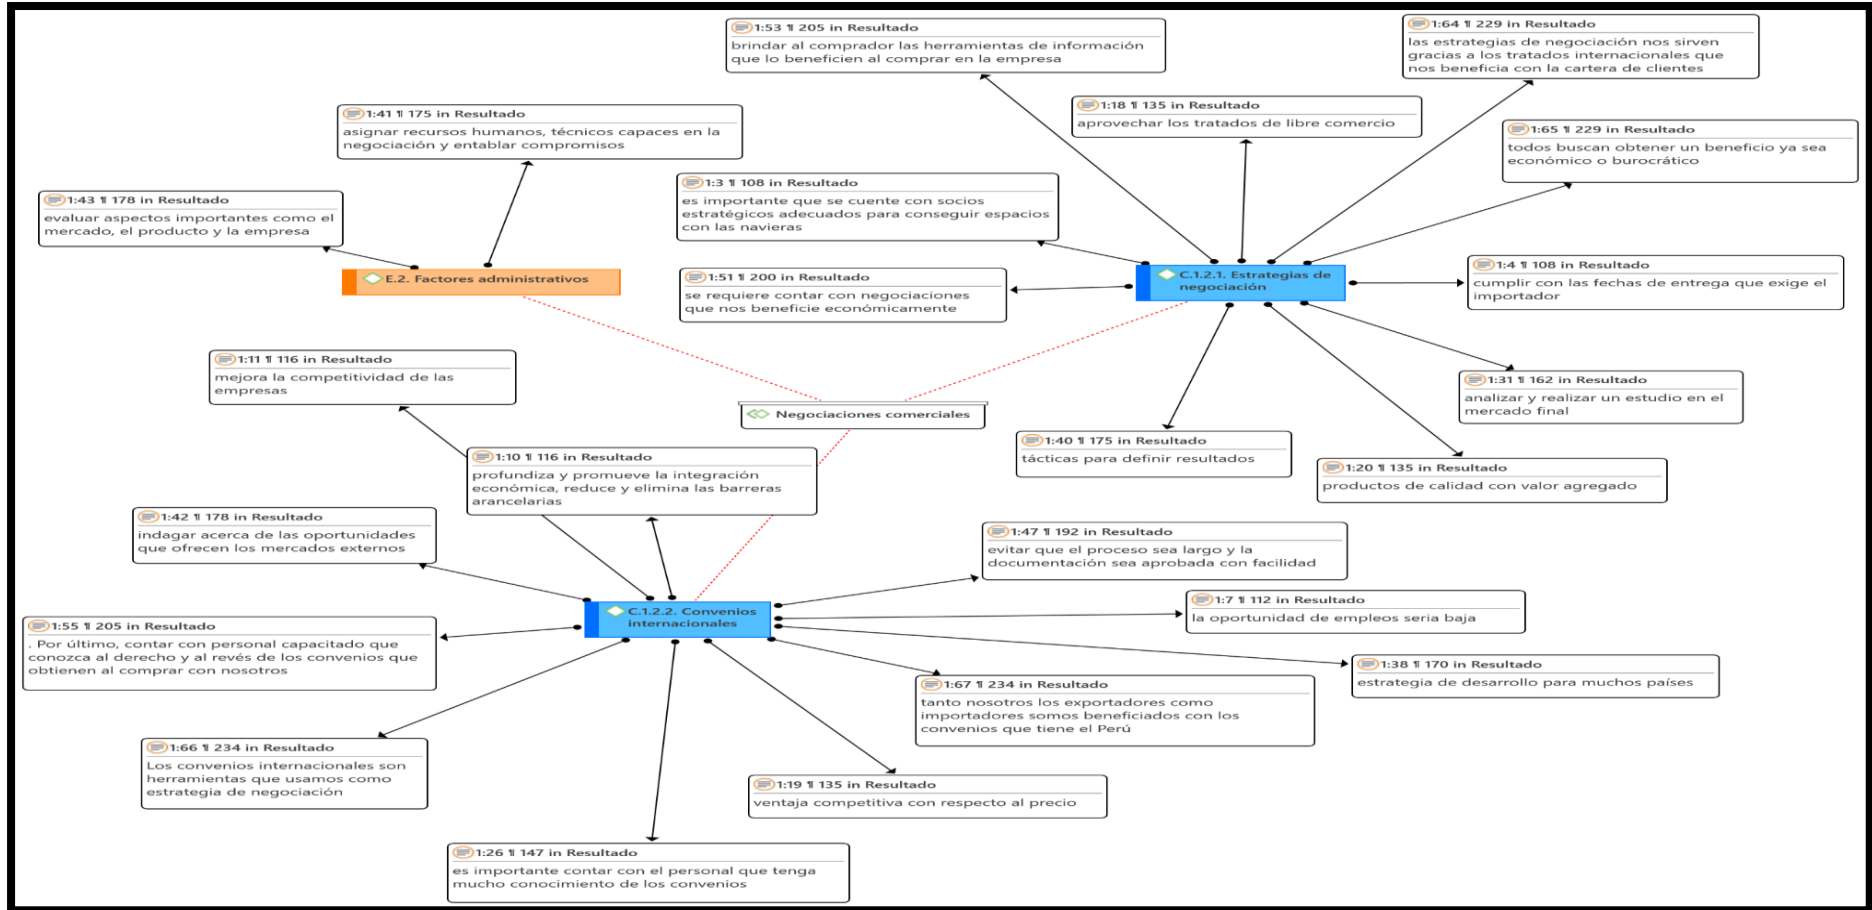 1:53 ¶ 205 in Resultado
brindar al comprador las herramientas de información
que lo beneficien al comprar en la empresa
1:64 ¶ 229 in Resultado
las estrategias de negociación nos sirven
gracias a los tratados internacionales que
nos beneficia con la cartera de clientes
1:41 ¶ 175 in Resultado
asignar recursos humanos, técnicos capaces en la
negociación y entablar compromisos
1:18 ¶ 135 in Resultado
aprovechar los tratados de libre comercio
1:65 ¶ 229 in Resultado
todos buscan obtener un beneficio ya sea
económico o burocrático
1:43 ¶ 178 in Resultado
evaluar aspectos importantes como el
mercado, el producto y la empresa
1:3 ¶ 108 in Resultado
es importante que se cuente con socios
estratégicos adecuados para conseguir espacios
con las navieras
E.2. Factores administrativos
1:51 ¶ 200 in Resultado
se requiere contar con negociaciones
que nos beneficie económicamente
C.1.2.1. Estrategias de
negociación
1:4 ¶ 108 in Resultado
cumplir con las fechas de entrega que exige el
importador
1:11 ¶ 116 in Resultado
mejora la competitividad de las
empresas
1:31 ¶ 162 in Resultado
analizar y realizar un estudio en el
mercado final
Negociaciones comerciales
1:40 ¶ 175 in Resultado
tácticas para definir resultados
1:10 ¶ 116 in Resultado
profundiza y promueve la integración
económica, reduce y elimina las barreras
arancelarias
1:20 ¶ 135 in Resultado
productos de calidad con valor agregado
1:42 ¶ 178 in Resultado
indagar acerca de las oportunidades
que ofrecen los mercados externos
1:47 ¶ 192 in Resultado
evitar que el proceso sea largo y la
documentación sea aprobada con facilidad
C.1.2.2. Convenios
internacionales
1:7 ¶ 112 in Resultado
la oportunidad de empleos seria baja
1:55 ¶ 205 in Resultado
. Por último, contar con personal capacitado que
conozca al derecho y al revés de los convenios que
obtienen al comprar con nosotros
1:38 ¶ 170 in Resultado
estrategia de desarrollo para muchos países
1:67 ¶ 234 in Resultado
tanto nosotros los exportadores como
importadores somos beneficiados con los
convenios que tiene el Perú
1:66 ¶ 234 in Resultado
Los convenios internacionales son
herramientas que usamos como
estrategia de negociación
1:19 ¶ 135 in Resultado
ventaja competitiva con respecto al precio
1:26 ¶ 147 in Resultado
es importante contar con el personal que tenga
mucho conocimiento de los convenios